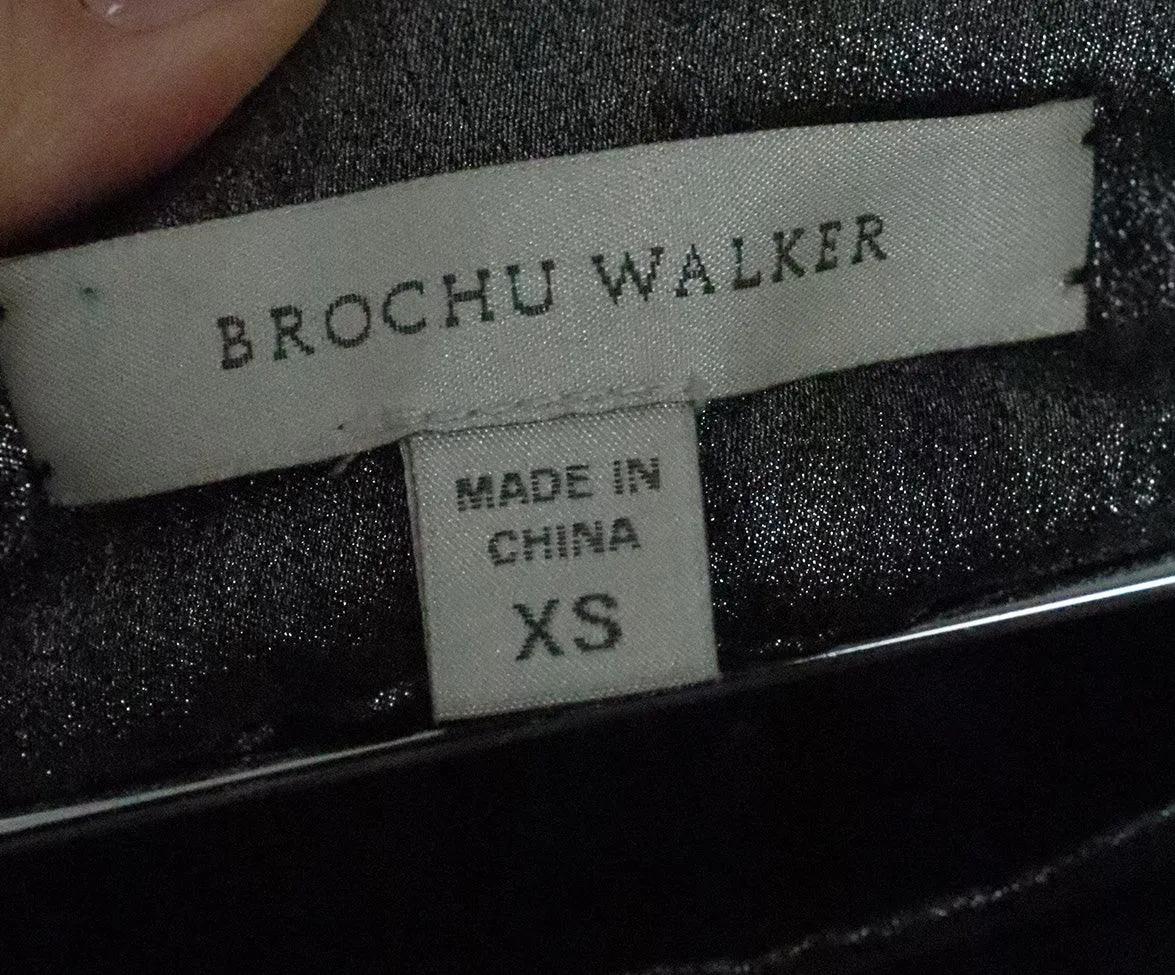 BROCHU WALKER
MADE IN
CHINA
XS